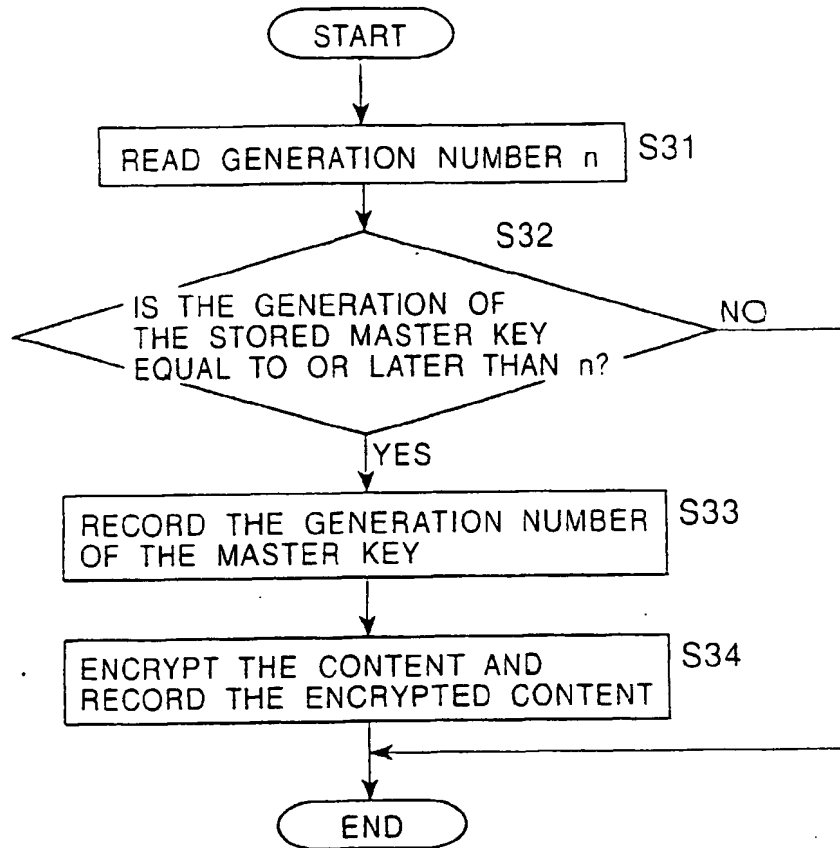 START
READ GENERATION NUMBER n
S31
S32
IS THE GENERATION OF
THE STORED MASTER KEY
EQUAL TO OR LATER THAN n?
NO
YES
RECORD THE GENERATION NUMBER
OF THE MASTER KEY
S33
ENCRYPT THE CONTENT AND
RECORD THE ENCRYPTED CONTENT
S34
END